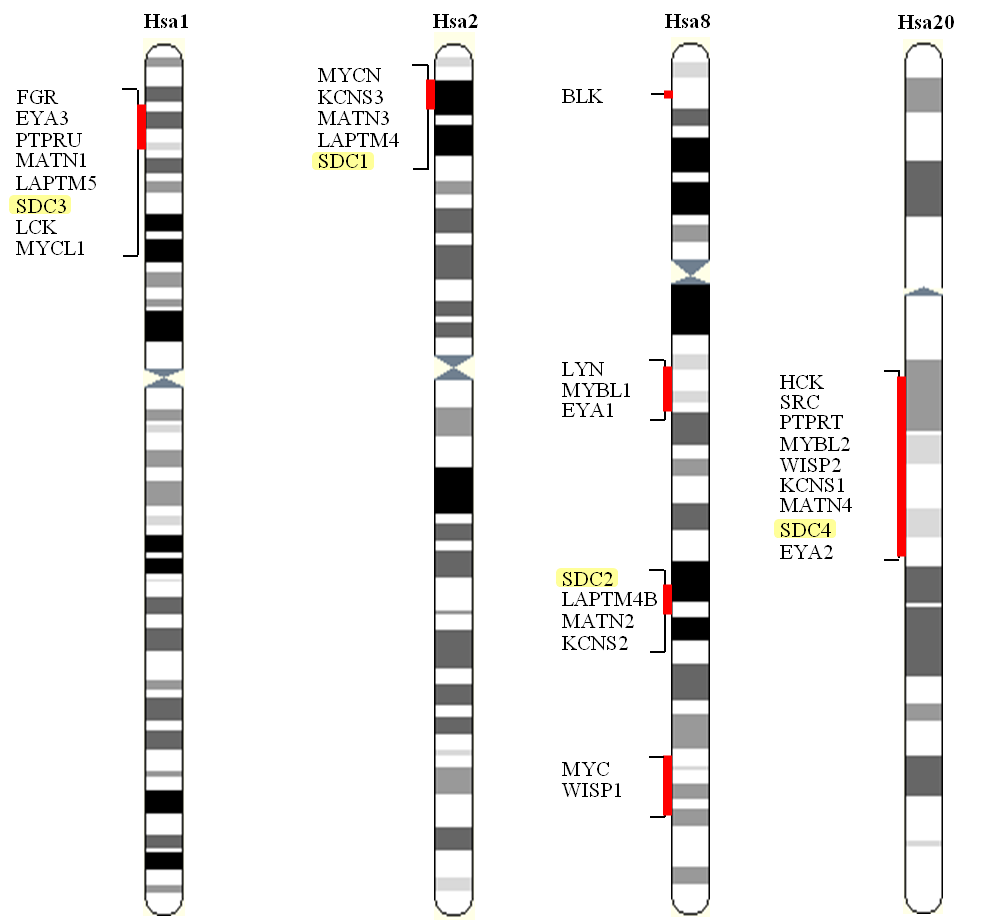 Hsa1
FGR
EYA3
PTPRU
MATN1
LAPTM5
SDC3
LCK
MYCL1
Hsa2
MYCN
KCNS3
MATN3
LAPTM4
SDC1
Hsa8
BLK
LYN
MYBL1
EYA1
SDC2
LAPTM4B
MATN2
KCNS2
MYC
WISP1
Hsa20
HCK
SRC
PTPRT
MYBL2
WISP2
KCNS1
MATN4
SDC4
EYA2